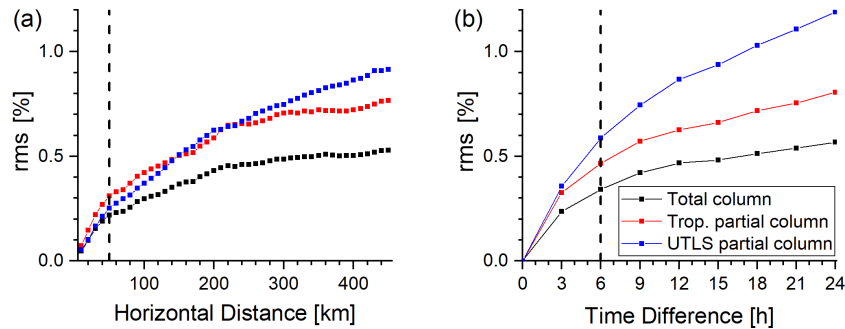 (a)
rms [%]
1.0
0.5
0.0
100 200 300 400
Horizontal Distance [km]
(b)
rms [%]
1.0
0.5
0.0
Total column
Trop. partial column
UTLS partial column
0 3 6 9 12 15 18 21 24
Time Difference [h]